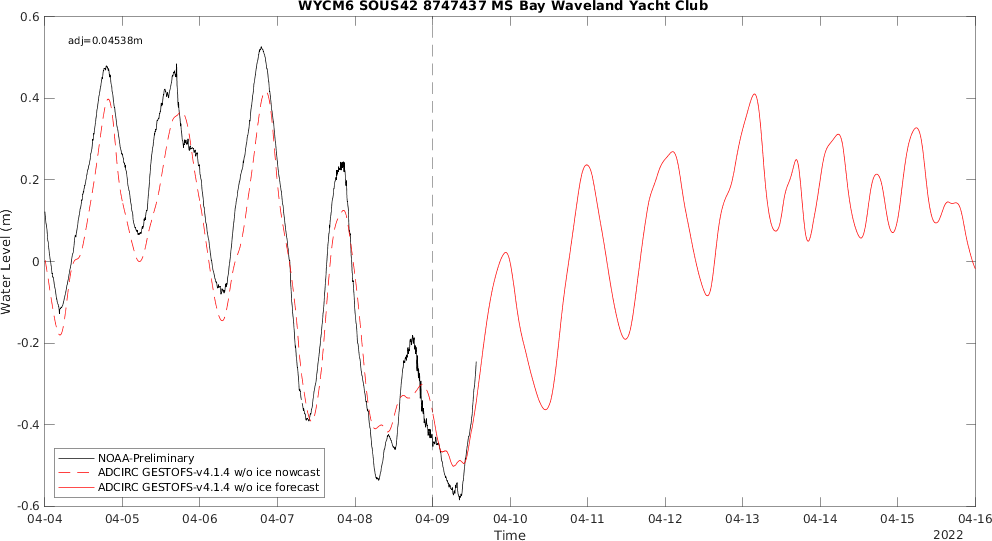 WYCM6 SOUS42 8747437 MS Bay Waveland Yacht Club
adj=0.04538m
0.6
0.4
0.2
0
-0.2
-0.4
-0.6
Water Level (m)
NOAA-Preliminary
ADCIRC GESTOFS-v4.1.4 w/o ice nowcast
ADCIRC GESTOFS-v4.1.4 w/o ice forecast
04-04 04-05 04-06 04-07 04-08 04-09 04-10 04-11 04-12 04-13 04-14 04-15 04-16
Time
2022